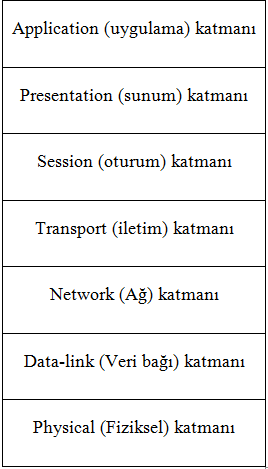 Application (uygulama) katmanı
Presentation (sunum) katmanı
Session (oturum) katmanı
Transport (iletim) katmanı
Network (Ağ) katmanı
Data-link (Veri bağı) katmanı
Physical (Fiziksel) katmanı